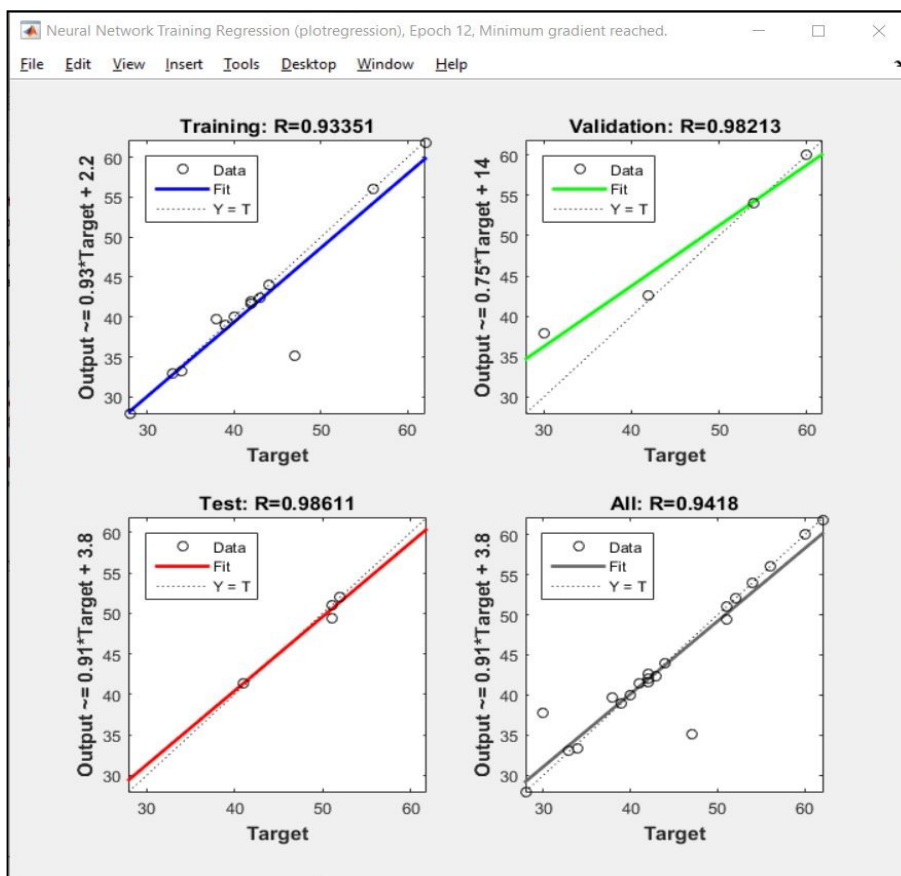 Neural Network Training Regression (plotregression), Epoch 12, Minimum gradient reached.
File Edit View Insert Tools Desktop Window Help
Training: R=0.93351
Output ~= 0.93*Target + 2.2
Data
Fit
Y = T
60
55
50
45
40
35
30
30 40 50 60
Target
Validation: R=0.98213
Output ~= 0.75*Target + 14
Data
Fit
Y = T
60
55
50
45
40
35
30
30 40 50 60
Target
Test: R=0.98611
Output ~= 0.91*Target + 3.8
Data
Fit
Y = T
60
55
50
45
40
35
30
30 40 50 60
Target
All: R=0.9418
Output ~= 0.91*Target + 3.8
Data
Fit
Y = T
60
55
50
45
40
35
30
30 40 50 60
Target